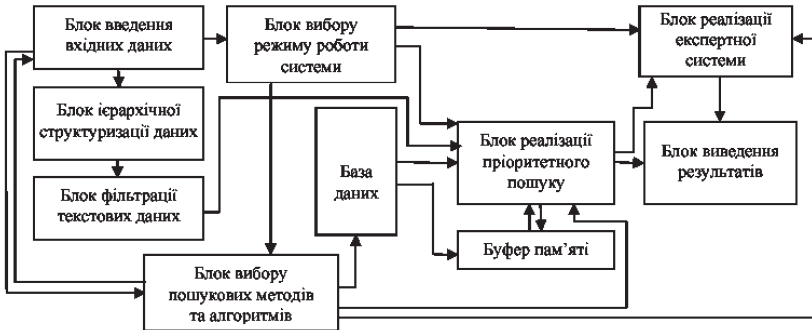 Блок введення
вхідних даних
Блок вибору
режиму роботи
системи
Блок реалізації
експертної
системи
Блок ієрархічної
структуризації даних
База
даних
Блок реалізації
пріоритетного
пошуку
Блок виведення
результатів
Блок фільтрації
текстових даних
Буфер пам’яті
Блок вибору
пошукових методів
та алгоритмів